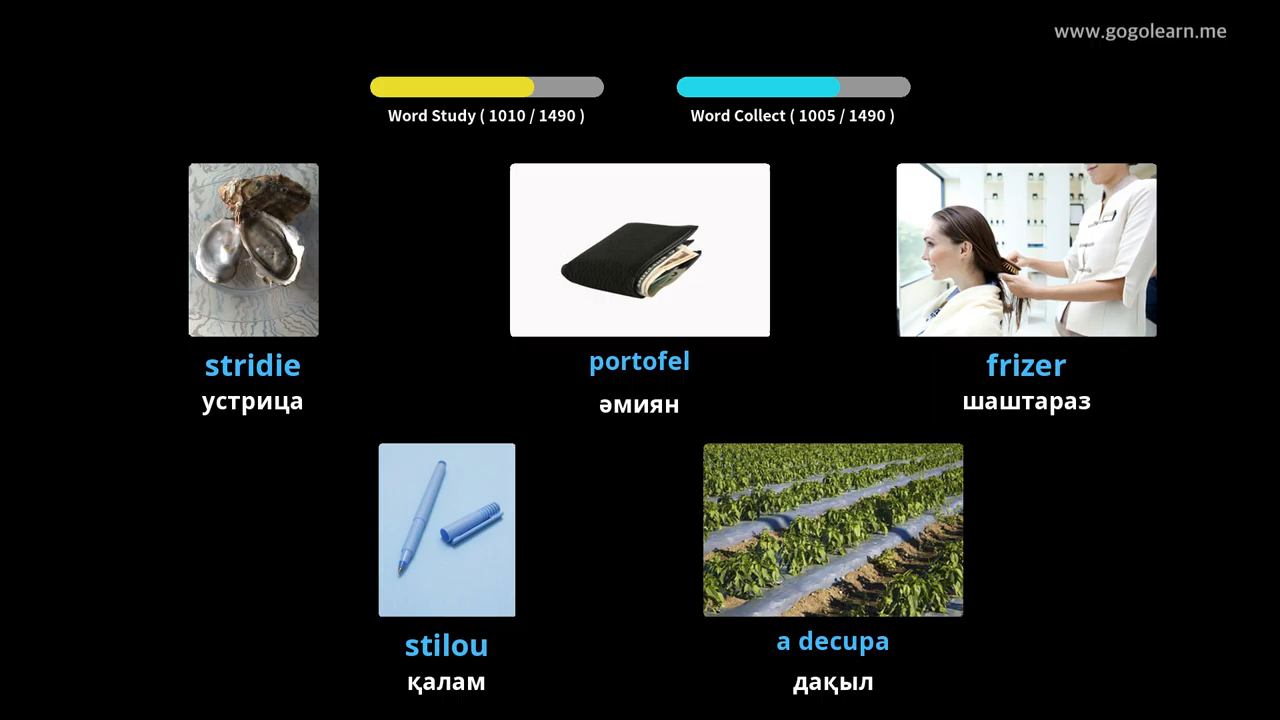 www.gogolearn.me
Word Study ( 1010 / 1490 )
Word Collect ( 1005 / 1490 )
stridie
устрица
portofel
әмиян
frizer
шаштараз
stilou
қалам
a decupa
дақыл